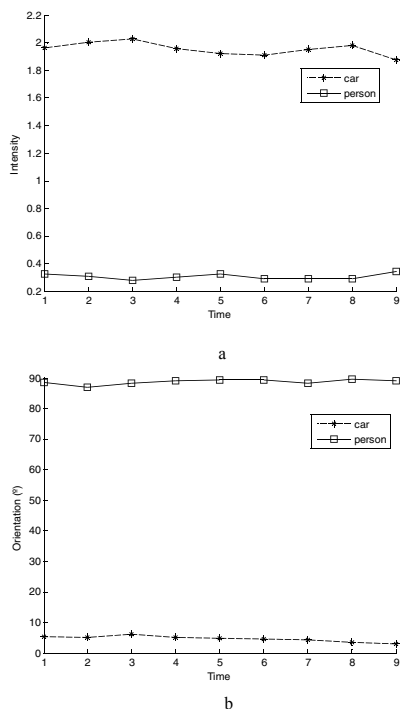 2.2
2
1.8
1.6
1.4
1.2
1
0.8
0.6
0.4
0.2
Intensity
car
person
1 2 3 4 5 6 7 8 9
Time
a
90
80
70
60
50
40
30
20
10
0
Orientation (º)
car
person
1 2 3 4 5 6 7 8 9
Time
b